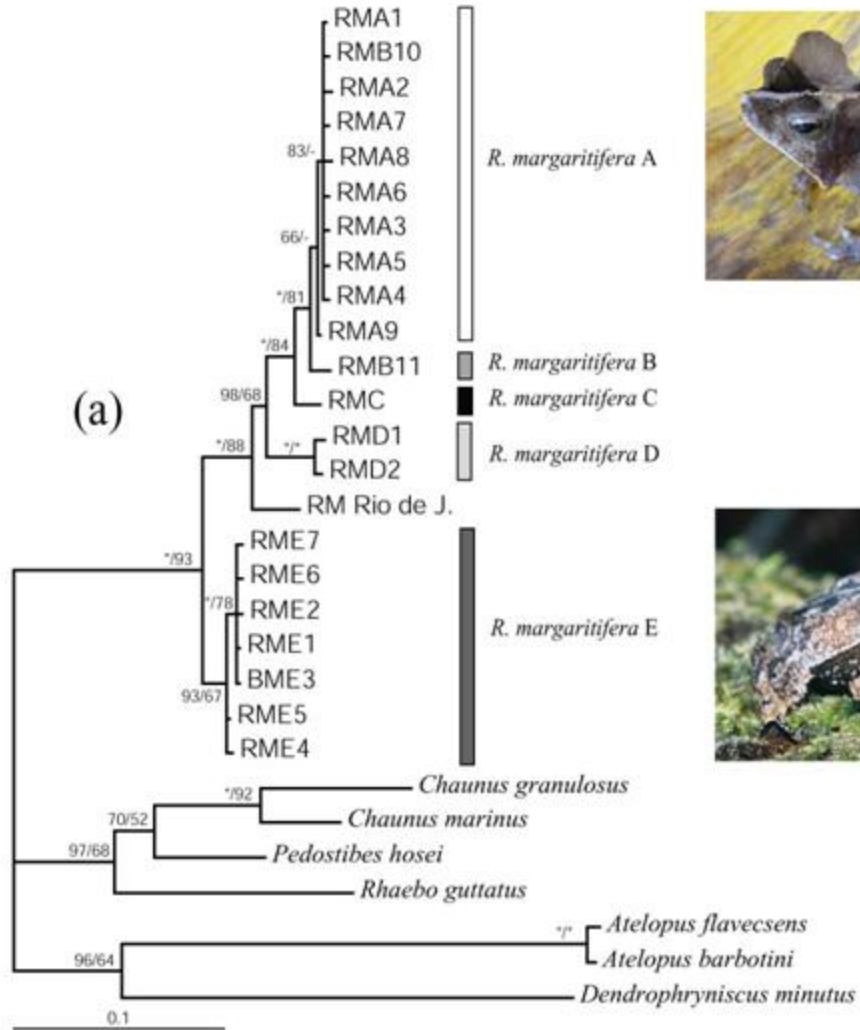 RMA1
RMB10
RMA2
RMA7
83/-
RMA8
R. margaritifera A
RMA6
RMA3
66/-
RMA5
RMA4
*/81
RMA9
*/84
RMB11
R. margaritifera B
(a)
98/68
RMC
R. margaritifera C
*/88
*/*
RMD1
RMD2
R. margaritifera D
RM Rio de J.
*/93
RME7
RME6
*/78
RME2
RME1
R. margaritifera E
BME3
93/67
RME5
RME4
*/92
Chaunus granulosus
70/52
Chaunus marinus
97/68
Pedostibes hosei
Rhaebo guttatus
*/*
Atelopus flavecsens
96/64
Atelopus barbotini
Dendrophryniscus minutus
0.1